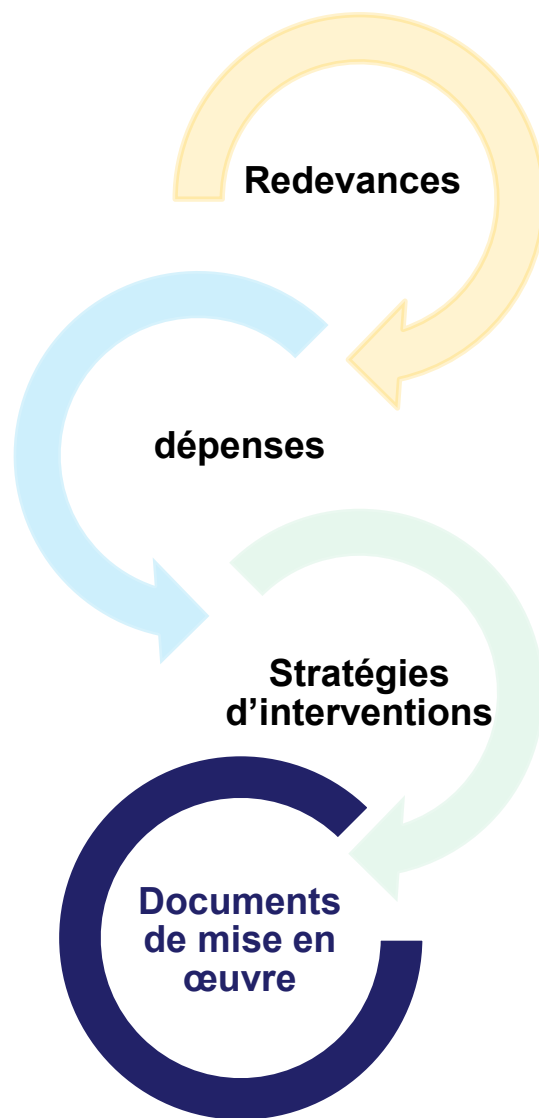 Redevances
dépenses
Stratégies
d’interventions
Documents
de mise en
œuvre